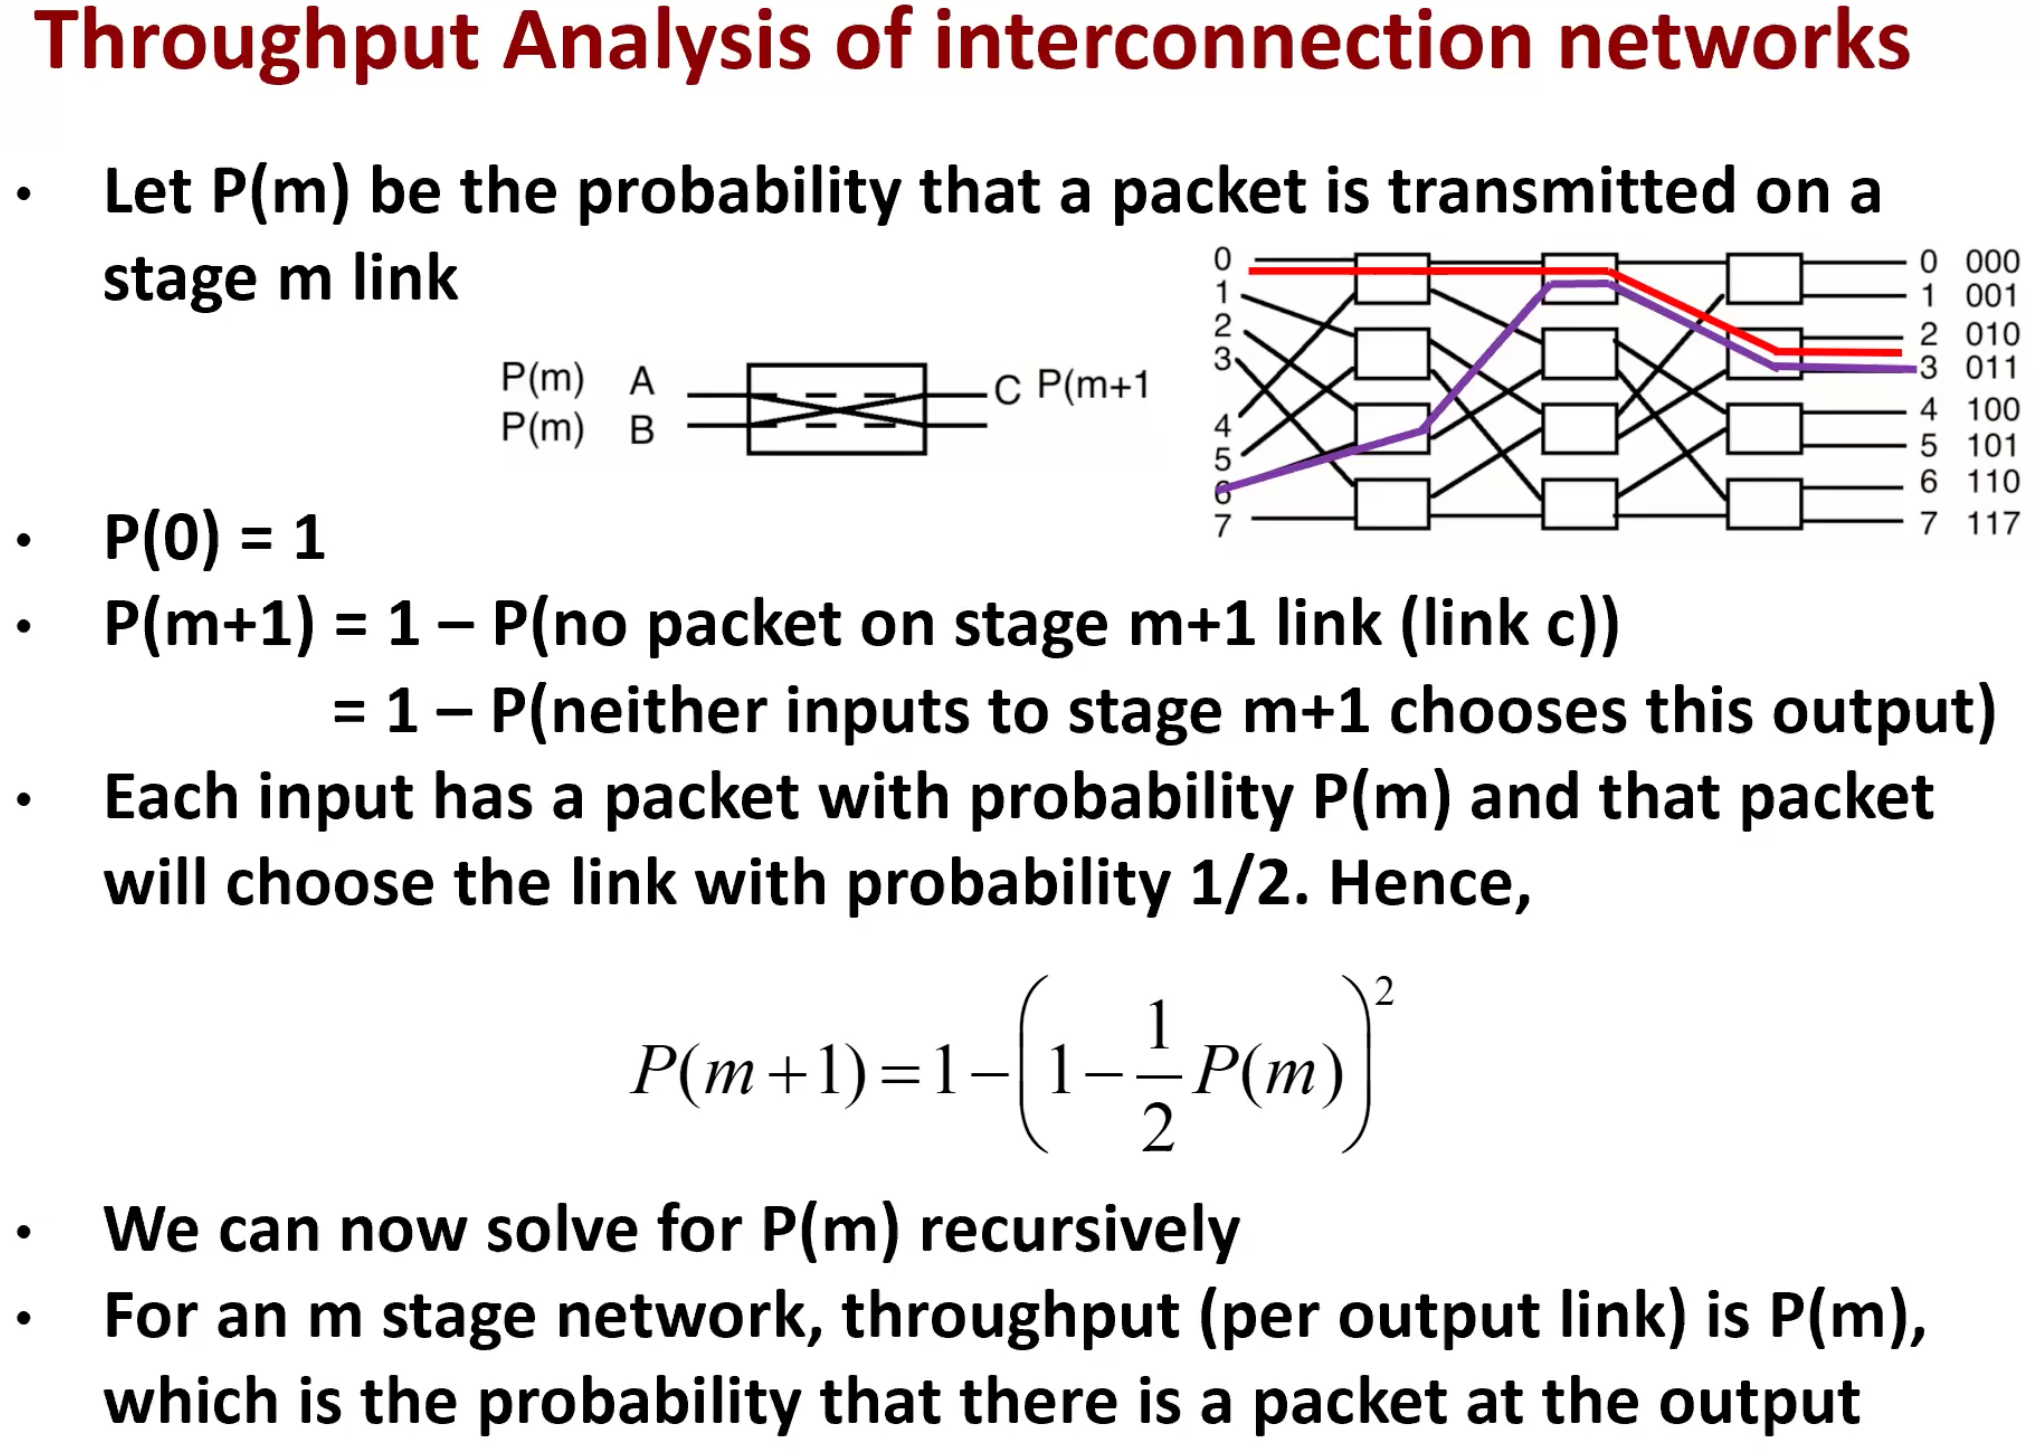 Throughput Analysis of interconnection networks
• Let P(m) be the probability that a packet is transmitted on a
stage m link
P(m) A
P(m) B
C P(m+1
0
1
2
3
4
5
6
7
0 000
1 001
2 010
3 011
4 100
5 101
6 110
7 117
• P(0) = 1
• P(m+1) = 1 – P(no packet on stage m+1 link (link c))
= 1 – P(neither inputs to stage m+1 chooses this output)
• Each input has a packet with probability P(m) and that packet
will choose the link with probability 1/2. Hence,
P(m+1)=1−(1−1/2 P(m))²
• We can now solve for P(m) recursively
• For an m stage network, throughput (per output link) is P(m),
which is the probability that there is a packet at the output